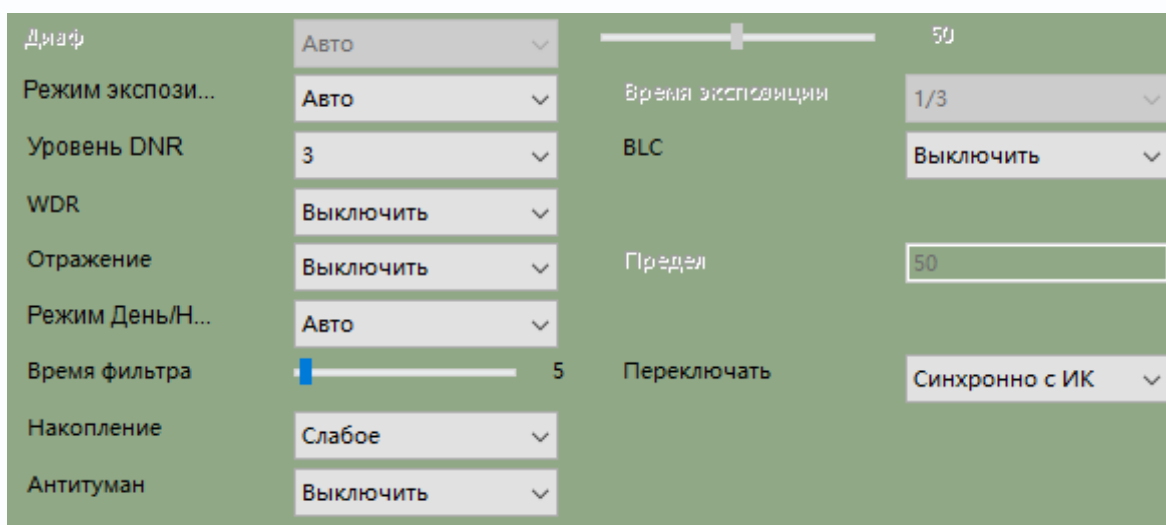 Диаф Авто 50
Режим экспози... Авто Время экспозиции 1/3
Уровень DNR 3 BLC Выключить
WDR Выключить
Отражение Выключить Предел 50
Режим День/Н... Авто
Время фильтра 5 Переключать Синхронно с ИК
Накопление Слабое
Антитуман Выключить